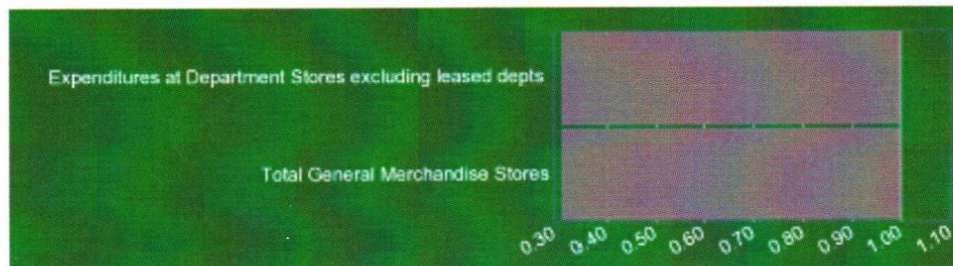 Expenditures at Department Stores excluding leased depts
Total General Merchandise Stores
0.30 0.40 0.50 0.60 0.70 0.80 0.90 1.00 1.10